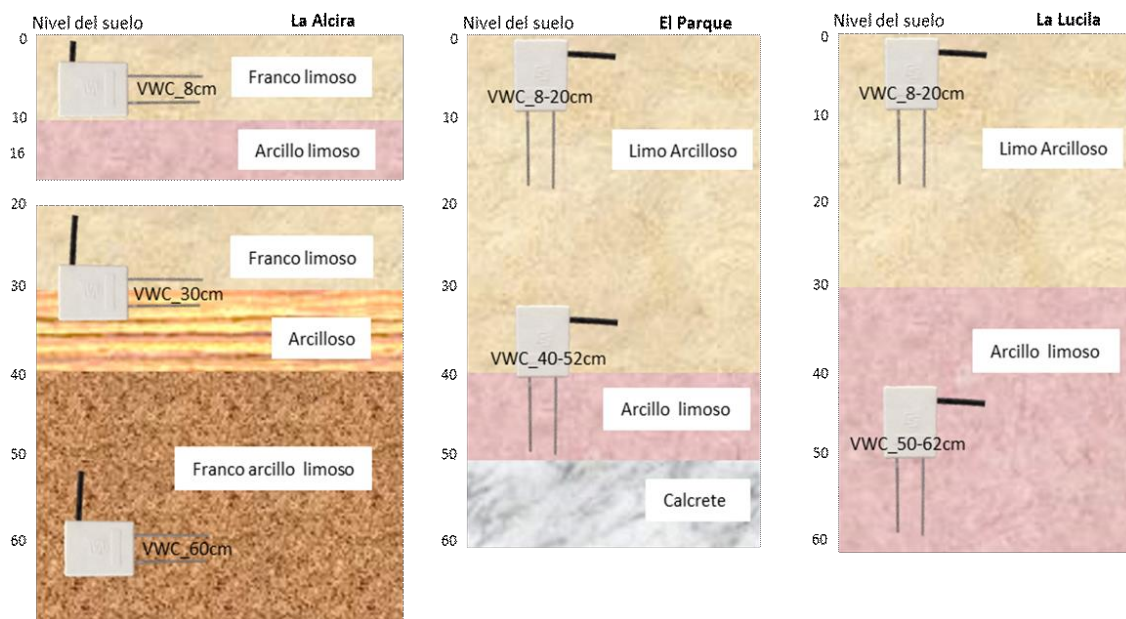 Nivel del suelo La Alcira
0
VWC_8cm
Franco limoso
10
16
Arcillo limoso
20
Franco limoso
30
VWC_30cm
Arcilloso
40
50
Franco arcillo limoso
60
VWC_60cm
Nivel del suelo El Parque
0
VWC_8-20cm
10
Limo Arcilloso
20
30
VWC_40-52cm
40
Arcillo limoso
50
Calcrete
60
Nivel del suelo La Lucila
0
VWC_8-20cm
10
Limo Arcilloso
20
30
Arcillo limoso
40
VWC_50-62cm
50
60